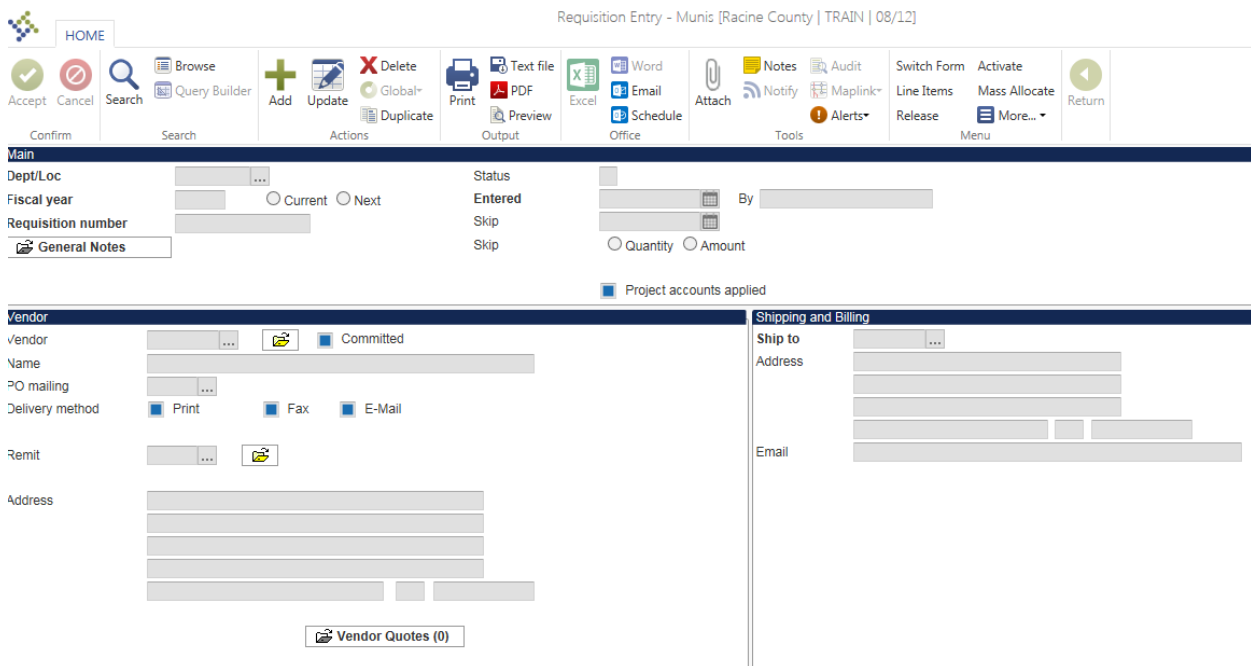 Requisition Entry - Munis [Racine County | TRAIN | 08/12]
HOME
Accept Cancel Search Browse Query Builder
Add Update Delete Global Duplicate
Print Text file PDF Preview
Excel Word Email Schedule
Attach Notes Notify Audit Maplink Alerts
Switch Form Activate
Line Items Mass Allocate
Release More...
Return
Confirm Search Actions Output Office Tools Menu
Main
Dept/Loc ... Status
Fiscal year Current Next Entered By
Requisition number Skip
General Notes Skip Quantity Amount
Project accounts applied
Vendor
Vendor ... Committed
Name
PO mailing ...
Delivery method Print Fax E-Mail
Remit ...
Address
Vendor Quotes (0)
Shipping and Billing
Ship to ...
Address
Email